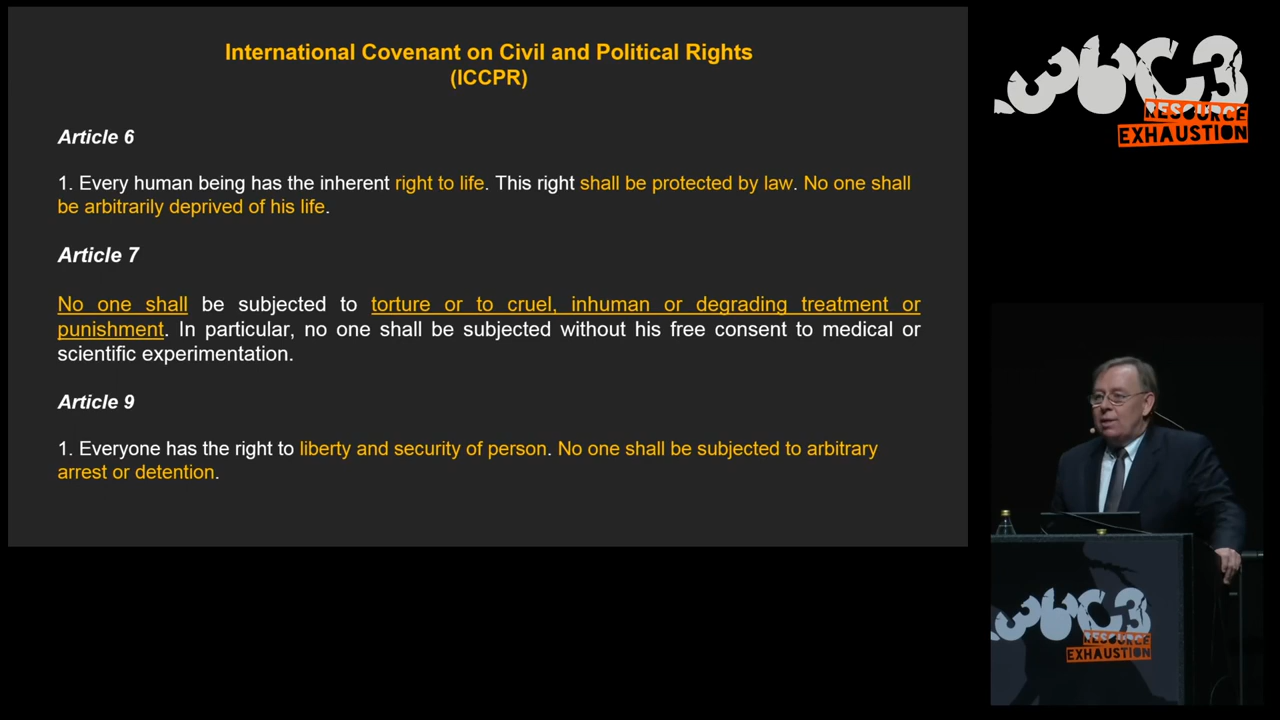 International Covenant on Civil and Political Rights
(ICCPR)
Article 6
1. Every human being has the inherent right to life. This right shall be protected by law. No one shall
be arbitrarily deprived of his life.
Article 7
No one shall be subjected to torture or to cruel, inhuman or degrading treatment or
punishment. In particular, no one shall be subjected without his free consent to medical or
scientific experimentation.
Article 9
1. Everyone has the right to liberty and security of person. No one shall be subjected to arbitrary
arrest or detention.
36C3
RESOURCE
EXHAUSTION
36C3
RESOURCE
EXHAUSTION